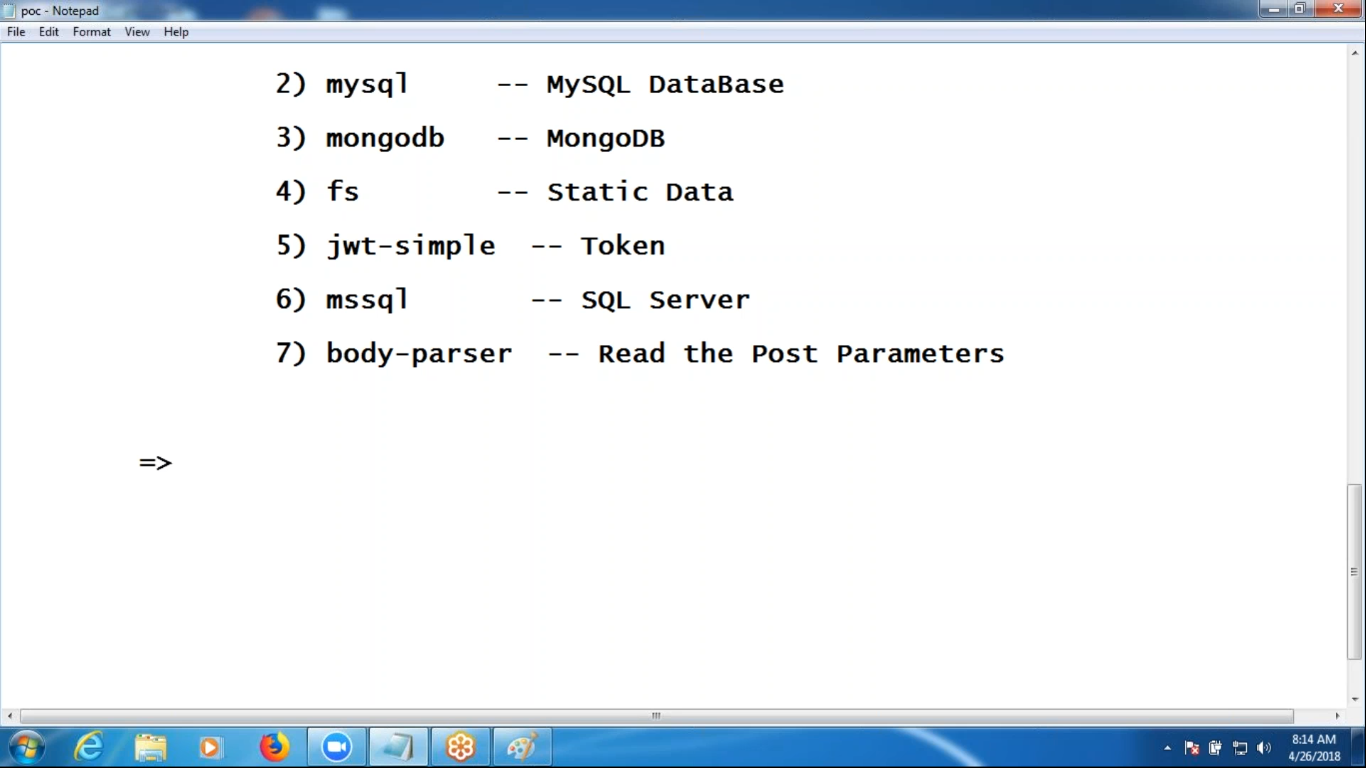 poc - Notepad
File Edit Format View Help
2) mysql -- MySQL DataBase
3) mongodb -- MongoDB
4) fs -- Static Data
5) jwt-simple -- Token
6) mssql -- SQL Server
7) body-parser -- Read the Post Parameters
=>
8:14 AM
4/26/2018